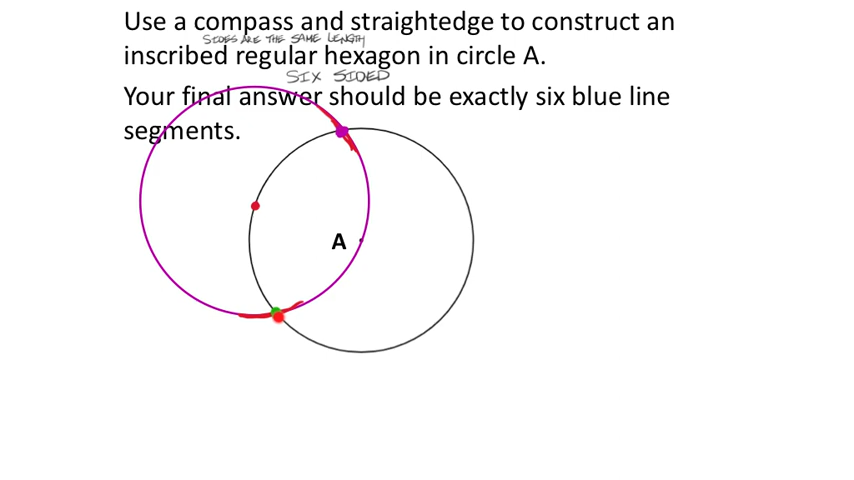 Use a compass and straightedge to construct an
SIDES ARE THE SAME LENGTH
inscribed regular hexagon in circle A.
SIX SIDED
Your final answer should be exactly six blue line
segments.
A